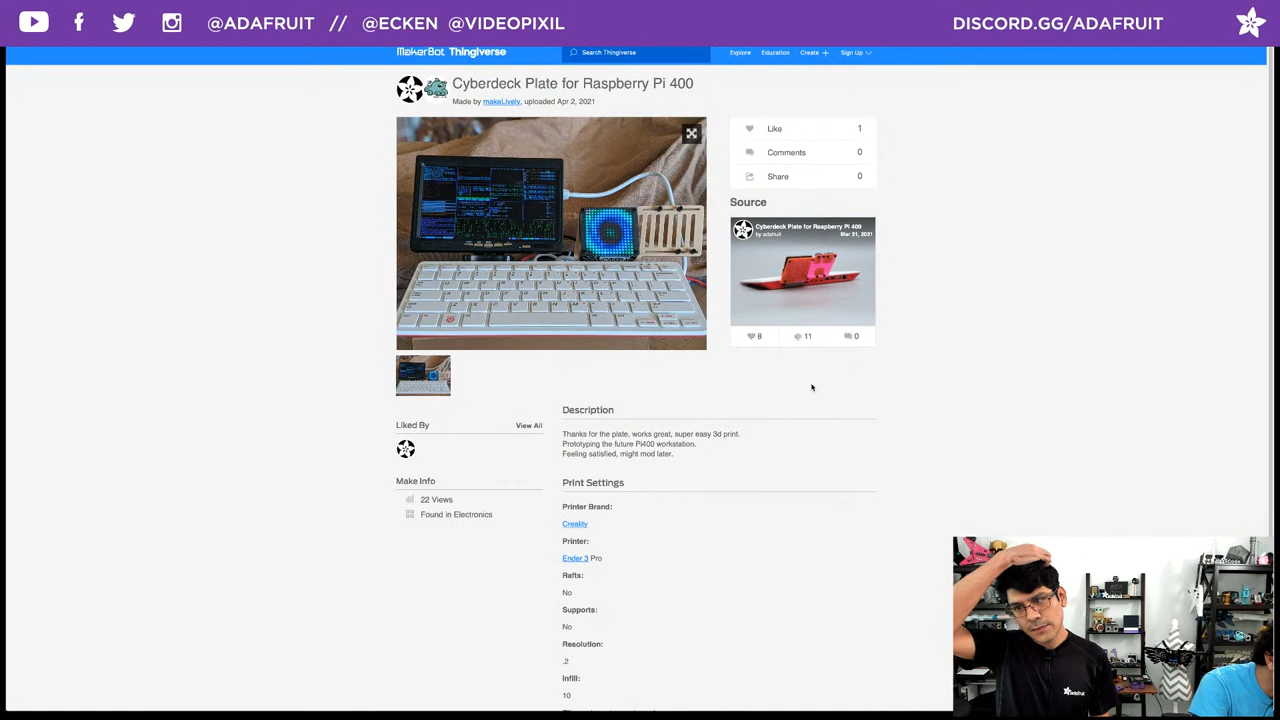 @ADAFRUIT // @ECKEN @VIDEOPIXIL
DISCORD.GG/ADAFRUIT
MakerBot Thingiverse
Search Thingiverse
Explore
Education
Create +
Sign Up
Cyberdeck Plate for Raspberry Pi 400
Made by makeLively, uploaded Apr 2, 2021
Like 1
Comments 0
Share 0
Source
Cyberdeck Plate for Raspberry Pi 400
by adafruit Mar 31, 2021
8 11 0
Liked By View All
Make Info
22 Views
Found in Electronics
Description
Thanks for the plate, works great, super easy 3d print.
Prototyping the future Pi400 workstation.
Feeling satisfied, might mod later.
Print Settings
Printer Brand:
Creality
Printer:
Ender 3 Pro
Rafts:
No
Supports:
No
Resolution:
.2
Infill:
10
adafruit